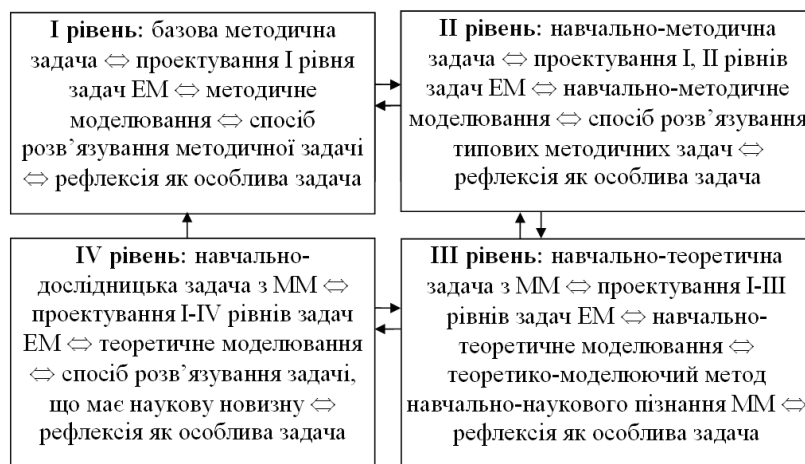 І рівень: базова методична
задача ⇔ проектування І рівня
задач ЕМ ⇔ методичне
моделювання ⇔ спосіб
розв’язування методичної задачі
⇔ рефлексія як особлива задача
ІІ рівень: навчально-методична
задача ⇔ проектування І, ІІ рівнів
задач ЕМ ⇔ навчально-методичне
моделювання ⇔ спосіб розв’язування
типових методичних задач ⇔
рефлексія як особлива задача
IV рівень: навчально-
дослідницька задача з ММ ⇔
проектування І-IV рівнів задач
ЕМ ⇔ теоретичне моделювання
⇔ спосіб розв’язування задачі,
що має наукову новизну ⇔
рефлексія як особлива задача
ІІІ рівень: навчально-теоретична
задача з ММ ⇔ проектування І-ІІІ
рівнів задач ЕМ ⇔ навчально-
теоретичне моделювання ⇔
теоретико-моделюючий метод
навчально-наукового пізнання ММ ⇔
рефлексія як особлива задача